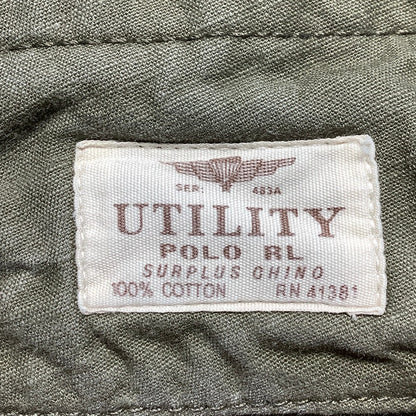 SER: 483A
UTILITY
POLO RL
SURPLUS CHINO
100% COTTON RN 41381